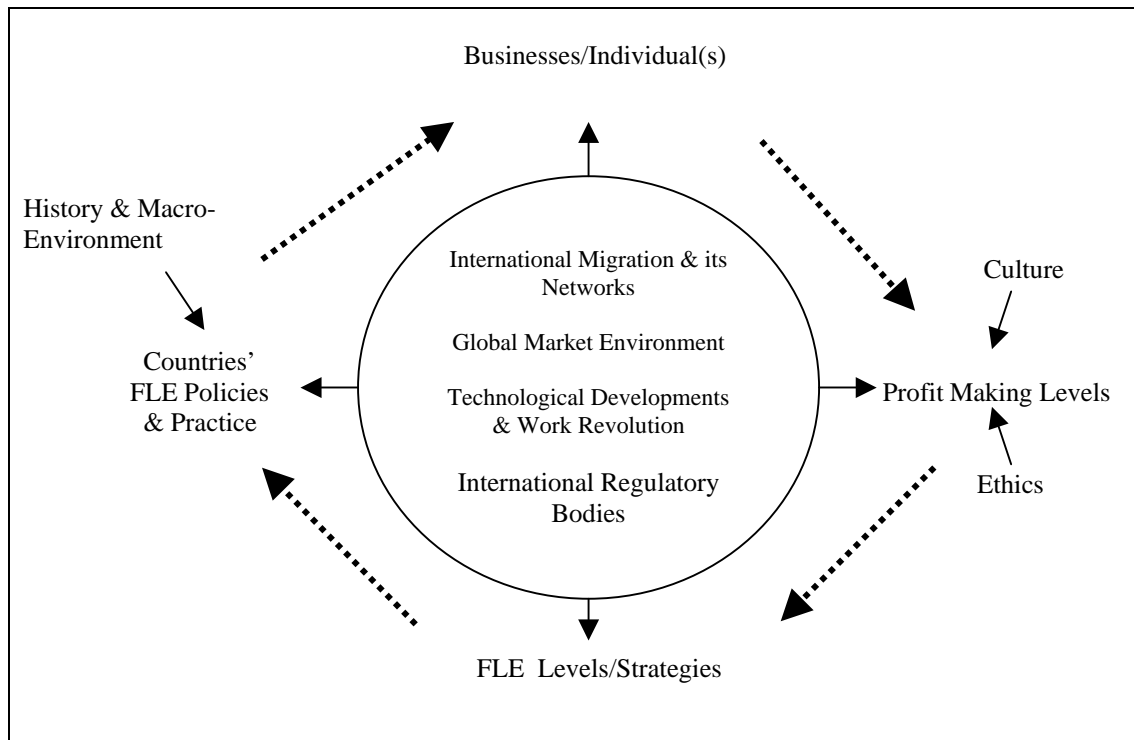 Businesses/Individual(s)
History & Macro-
Environment
International Migration & its
Networks
Culture
Global Market Environment
Countries’
FLE Policies
& Practice
Technological Developments
& Work Revolution
Profit Making Levels
International Regulatory
Bodies
Ethics
FLE Levels/Strategies